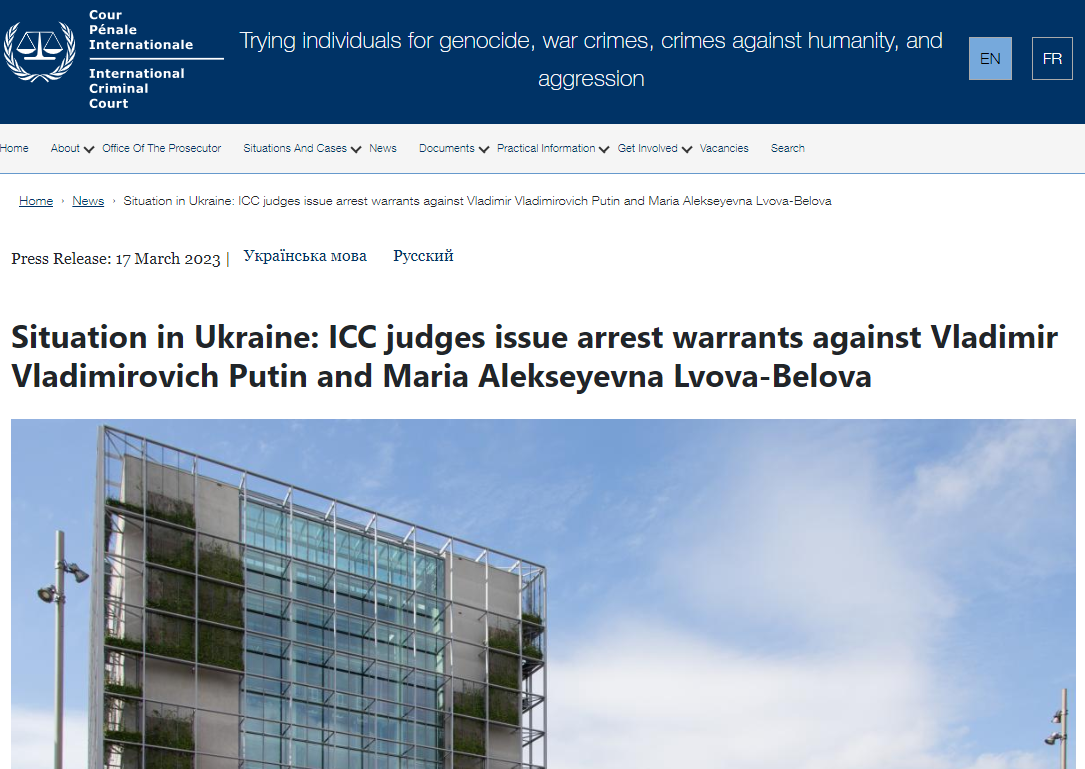 Cour
Pénale
Internationale
International
Criminal
Court
Trying individuals for genocide, war crimes, crimes against humanity, and
aggression
EN
FR
Home About Office Of The Prosecutor Situations And Cases News Documents Practical Information Get Involved Vacancies Search
Home › News › Situation in Ukraine: ICC judges issue arrest warrants against Vladimir Vladimirovich Putin and Maria Alekseyevna Lvova-Belova
Press Release: 17 March 2023 | Українська мова Русский
Situation in Ukraine: ICC judges issue arrest warrants against Vladimir
Vladimirovich Putin and Maria Alekseyevna Lvova-Belova